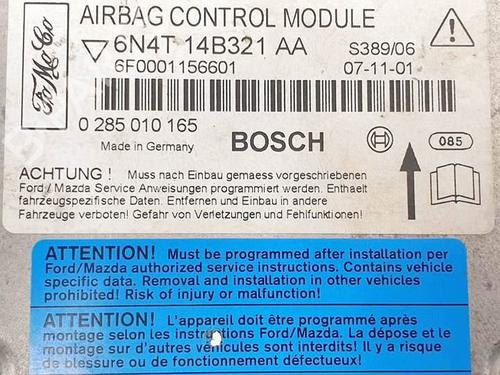 AIRBAG CONTROL MODULE
FoMoCo
6N4T 14B321 AA
S389/06
6F0001156601
07-11-01
0 285 010 165
Made in Germany
BOSCH
085
ACHTUNG ! Muss nach Einbau gemaess vorgeschriebenen
Ford / Mazda Service Anweisungen programmiert werden. Enthaelt
fahrzeugspezifische Daten. Entfernen und Einbau in andere
Fahrzeuge verboten! Gefahr von Verletzungen und Fehlfunktionen!
ATTENTION! Must be programmed after installation per
Ford/Mazda authorized service instructions. Contains vehicle
specific data. Removal and installation in other vehicles
prohibited! Risk of injury or malfunction!
ATTENTION! L'appareil doit être programmé après
montage selon les instructions Ford/Mazda. La dépose et le
montage sur d'autres véhicules sont interdits! Il y a risque
de blessure ou de fonctionnement défectueux!